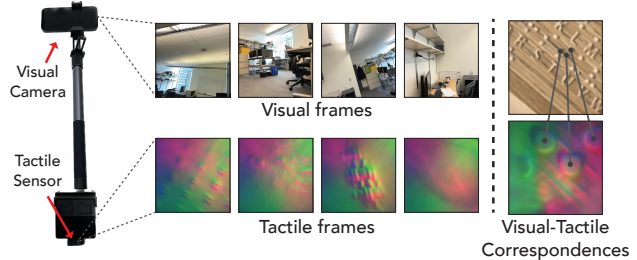 Visual
Camera
Visual frames
Tactile
Sensor
Tactile frames
Visual-Tactile
Correspondences